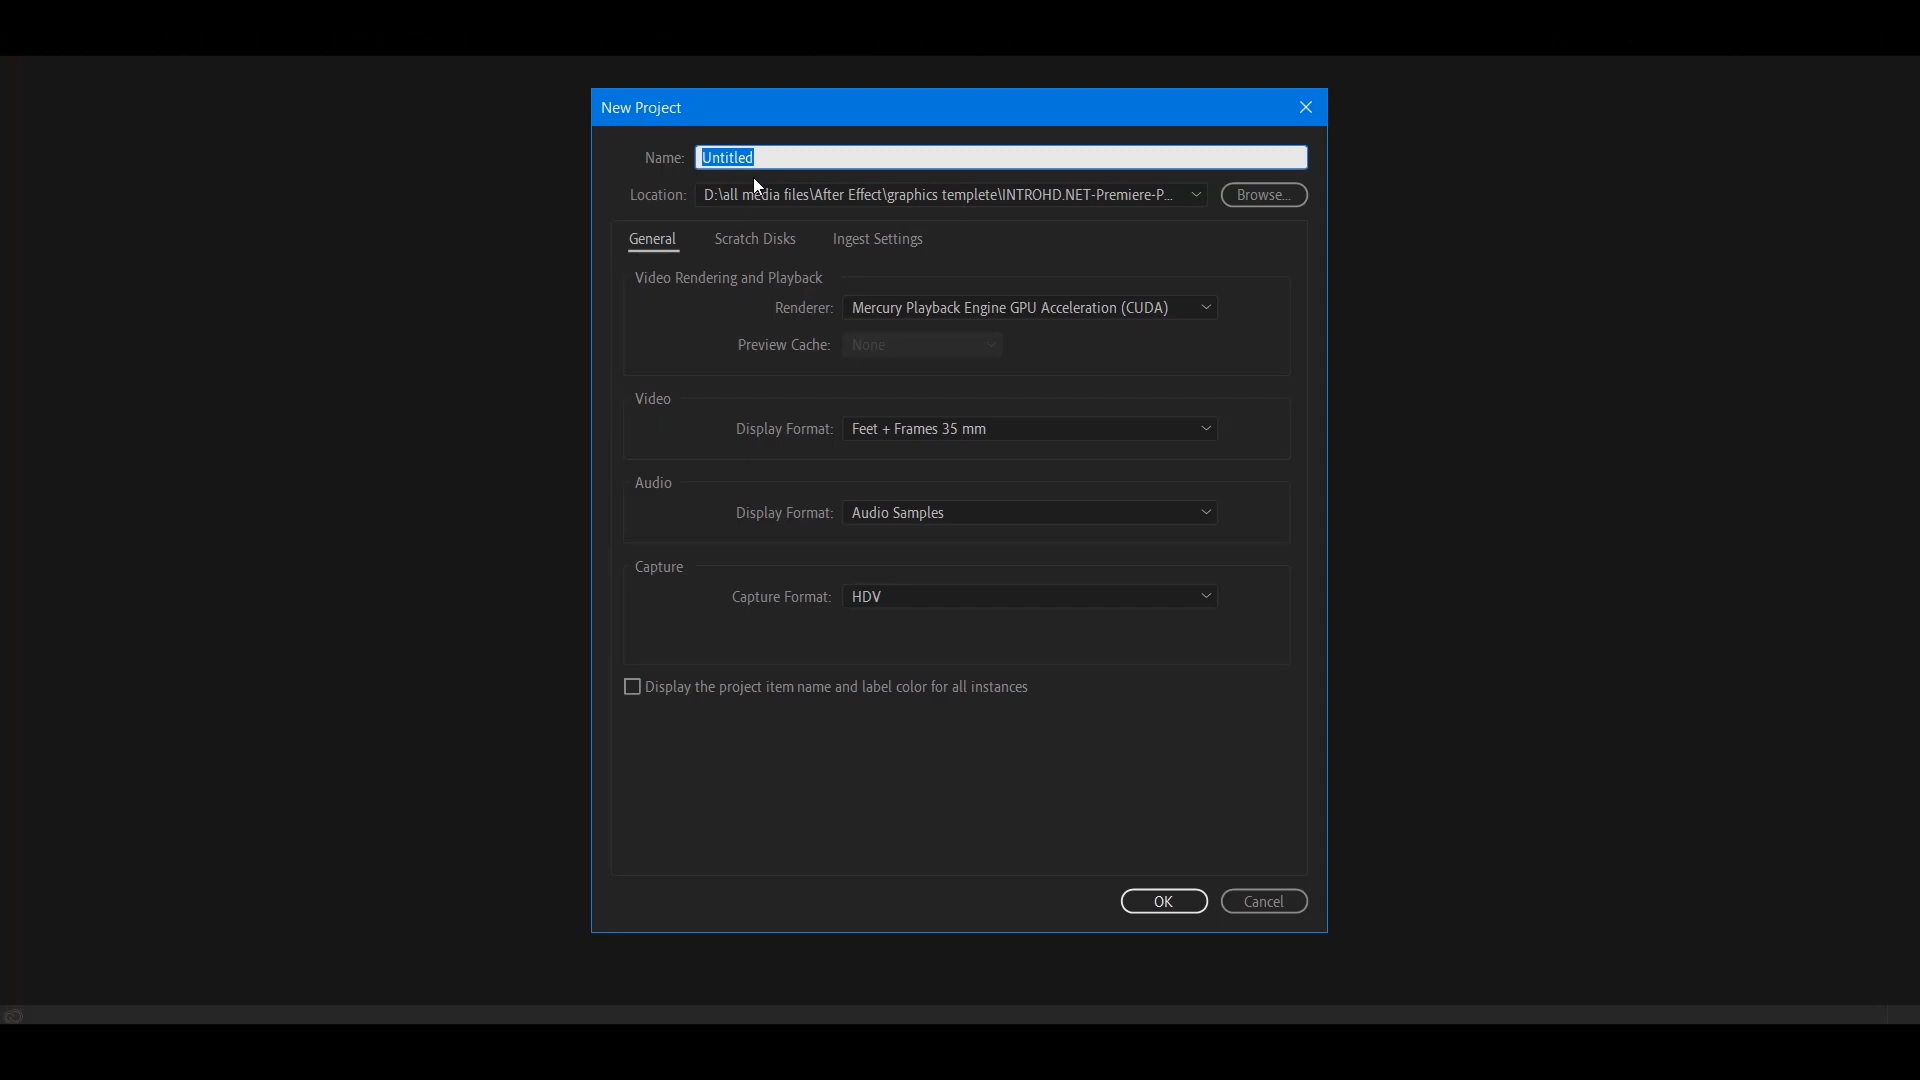 New Project
Name: Untitled
Location: D:\all media files\After Effect\graphics templete\INTROHD.NET-Premiere-P... Browse...
General Scratch Disks Ingest Settings
Video Rendering and Playback
Renderer: Mercury Playback Engine GPU Acceleration (CUDA)
Preview Cache: None
Video
Display Format: Feet + Frames 35 mm
Audio
Display Format: Audio Samples
Capture
Capture Format: HDV
Display the project item name and label color for all instances
OK Cancel